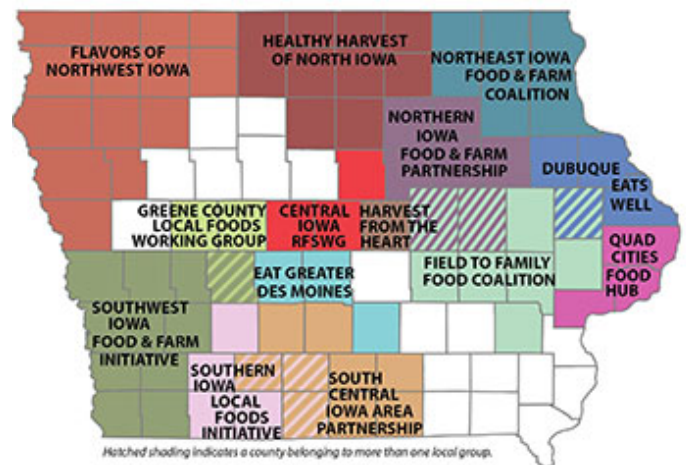 FLAVORS OF
NORTHWEST IOWA
HEALTHY HARVEST
OF NORTH IOWA
NORTHEAST IOWA
FOOD & FARM
COALITION
NORTHERN
IOWA
FOOD & FARM
PARTNERSHIP
DUBUQUE
EATS
WELL
GREENE COUNTY
LOCAL FOODS
WORKING GROUP
CENTRAL
IOWA
RFSWG
HARVEST
FROM THE
HEART
QUAD
CITIES
FOOD
HUB
EAT GREATER
DES MOINES
FIELD TO FAMILY
FOOD COALITION
SOUTHWEST
IOWA
FOOD & FARM
INITIATIVE
SOUTHERN
IOWA
LOCAL
FOODS
INITIATIVE
SOUTH
CENTRAL
IOWA AREA
PARTNERSHIP
Hatched shading indicates a county belonging to more than one local group.